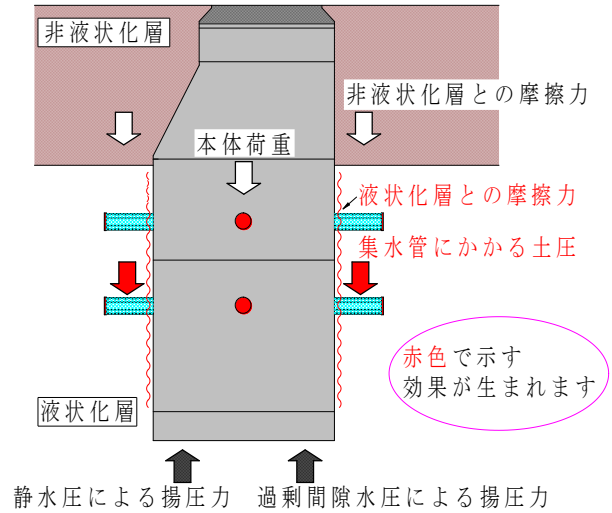 非液状化層
非液状化層との摩擦力
本体荷重
液状化層との摩擦力
集水管にかかる土圧
赤色で示す
効果が生まれます
液状化層
静水圧による揚圧力
過剰間隙水圧による揚圧力